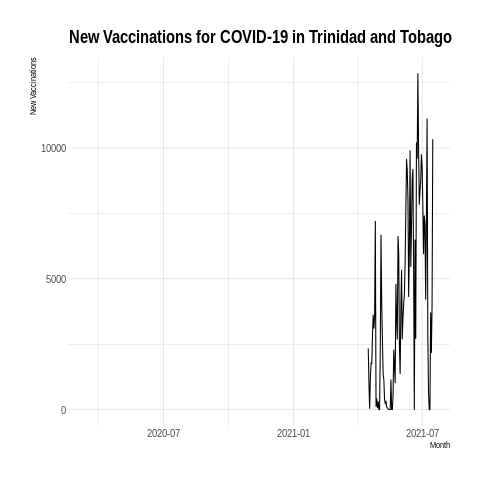 New Vaccinations for COVID-19 in Trinidad and Tobago
New Vaccinations
10000
5000
0
2020-07
2021-01
2021-07
Month